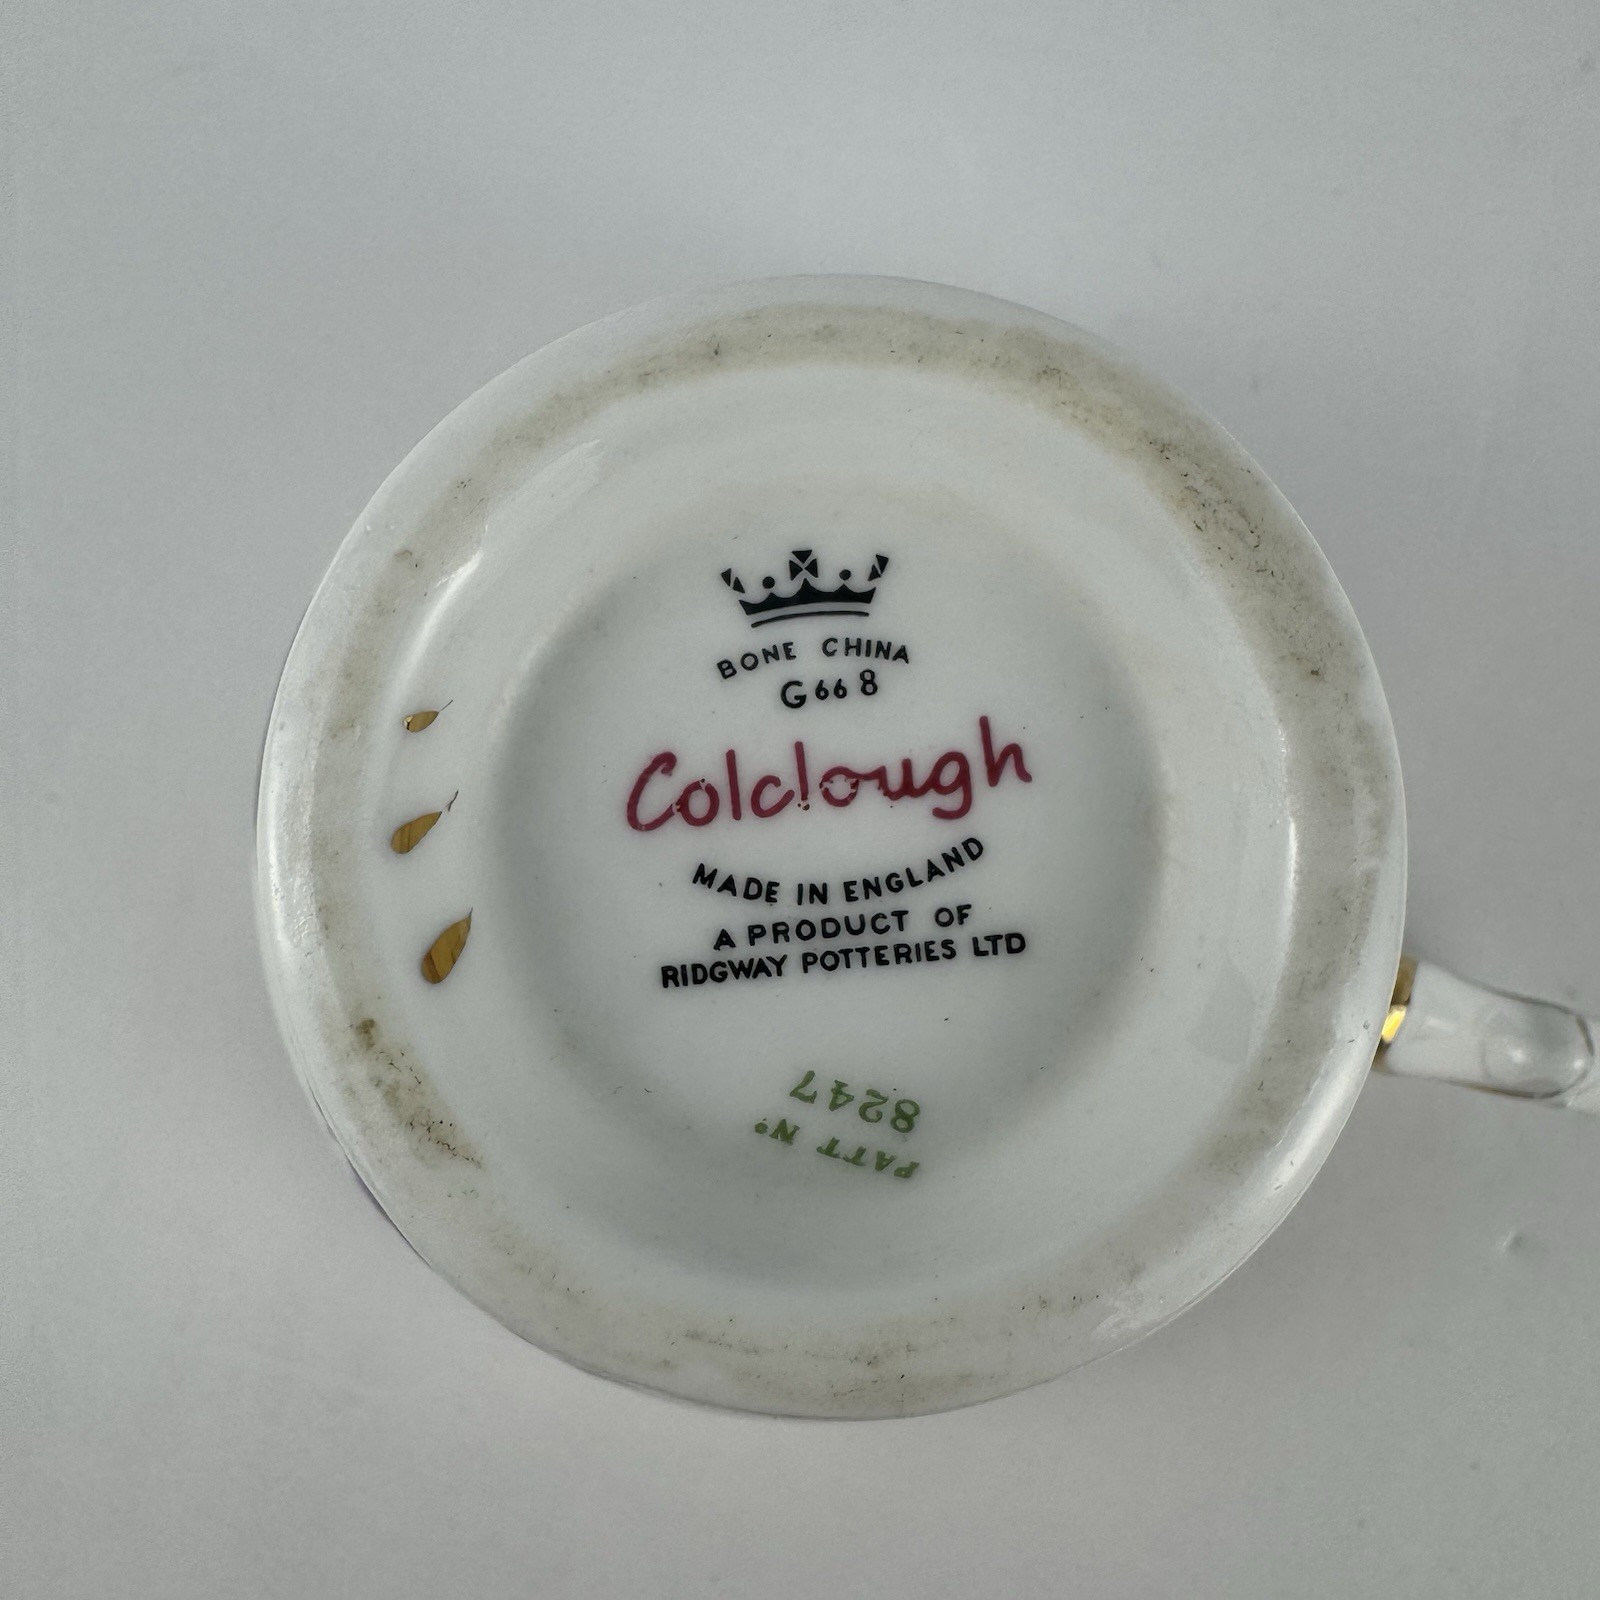 BONE CHINA
G668
Colclough
MADE IN ENGLAND
A PRODUCT OF
RIDGWAY POTTERIES LTD
PATT Nº
8247